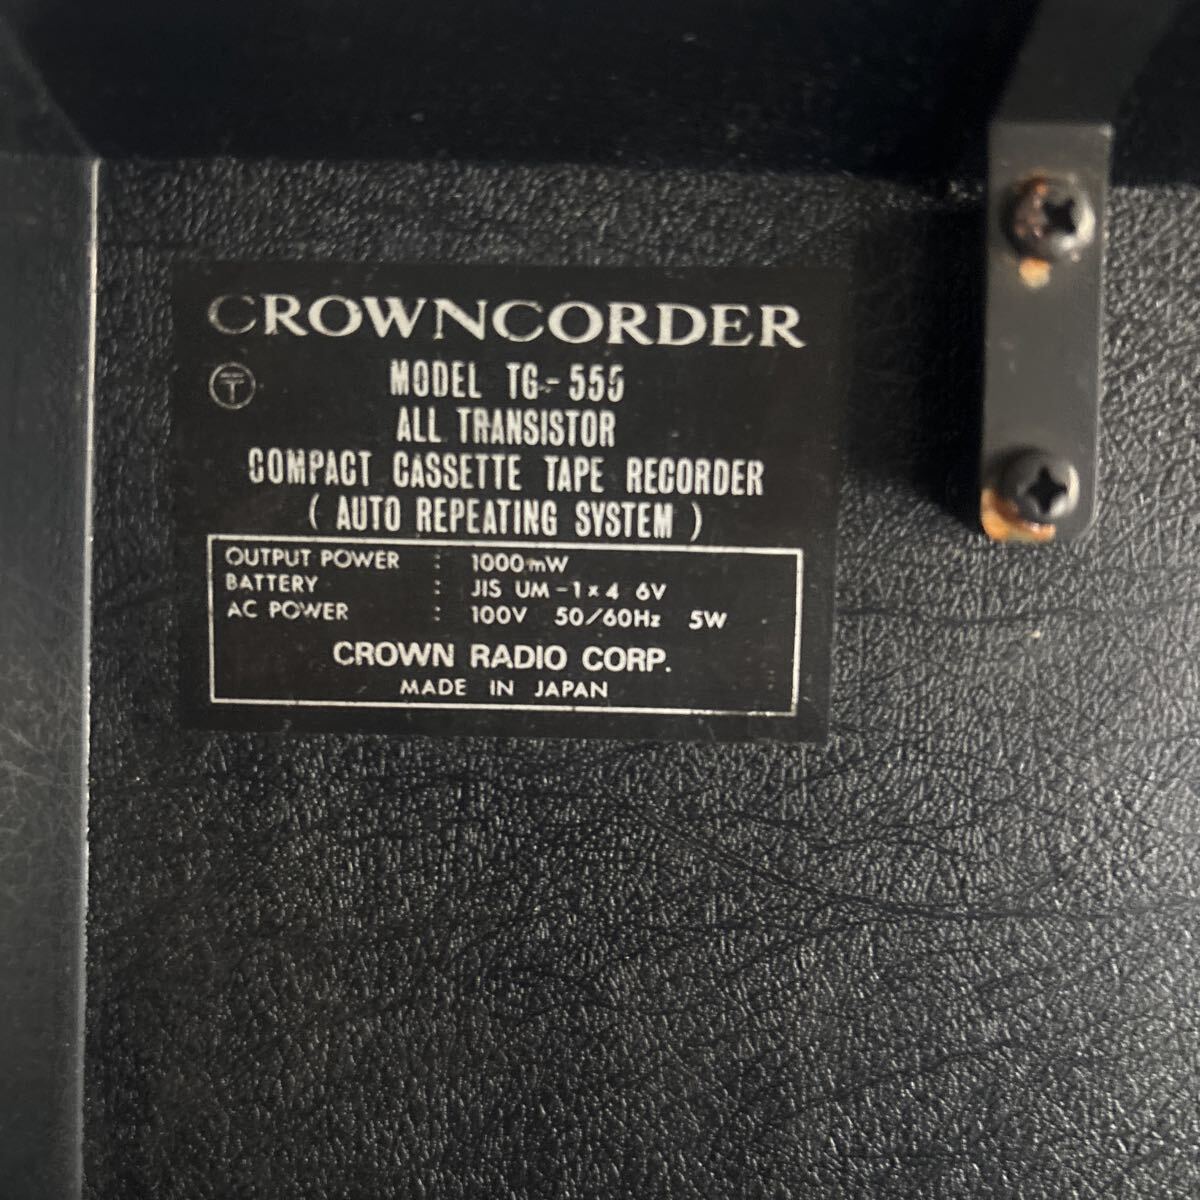 CROWNCORDER
MODEL TG-555
ALL TRANSISTOR
COMPACT CASSETTE TAPE RECORDER
( AUTO REPEATING SYSTEM )
OUTPUT POWER : 1000mW
BATTERY : JIS UM-1×4 6V
AC POWER : 100V 50/60Hz 5W
CROWN RADIO CORP.
MADE IN JAPAN